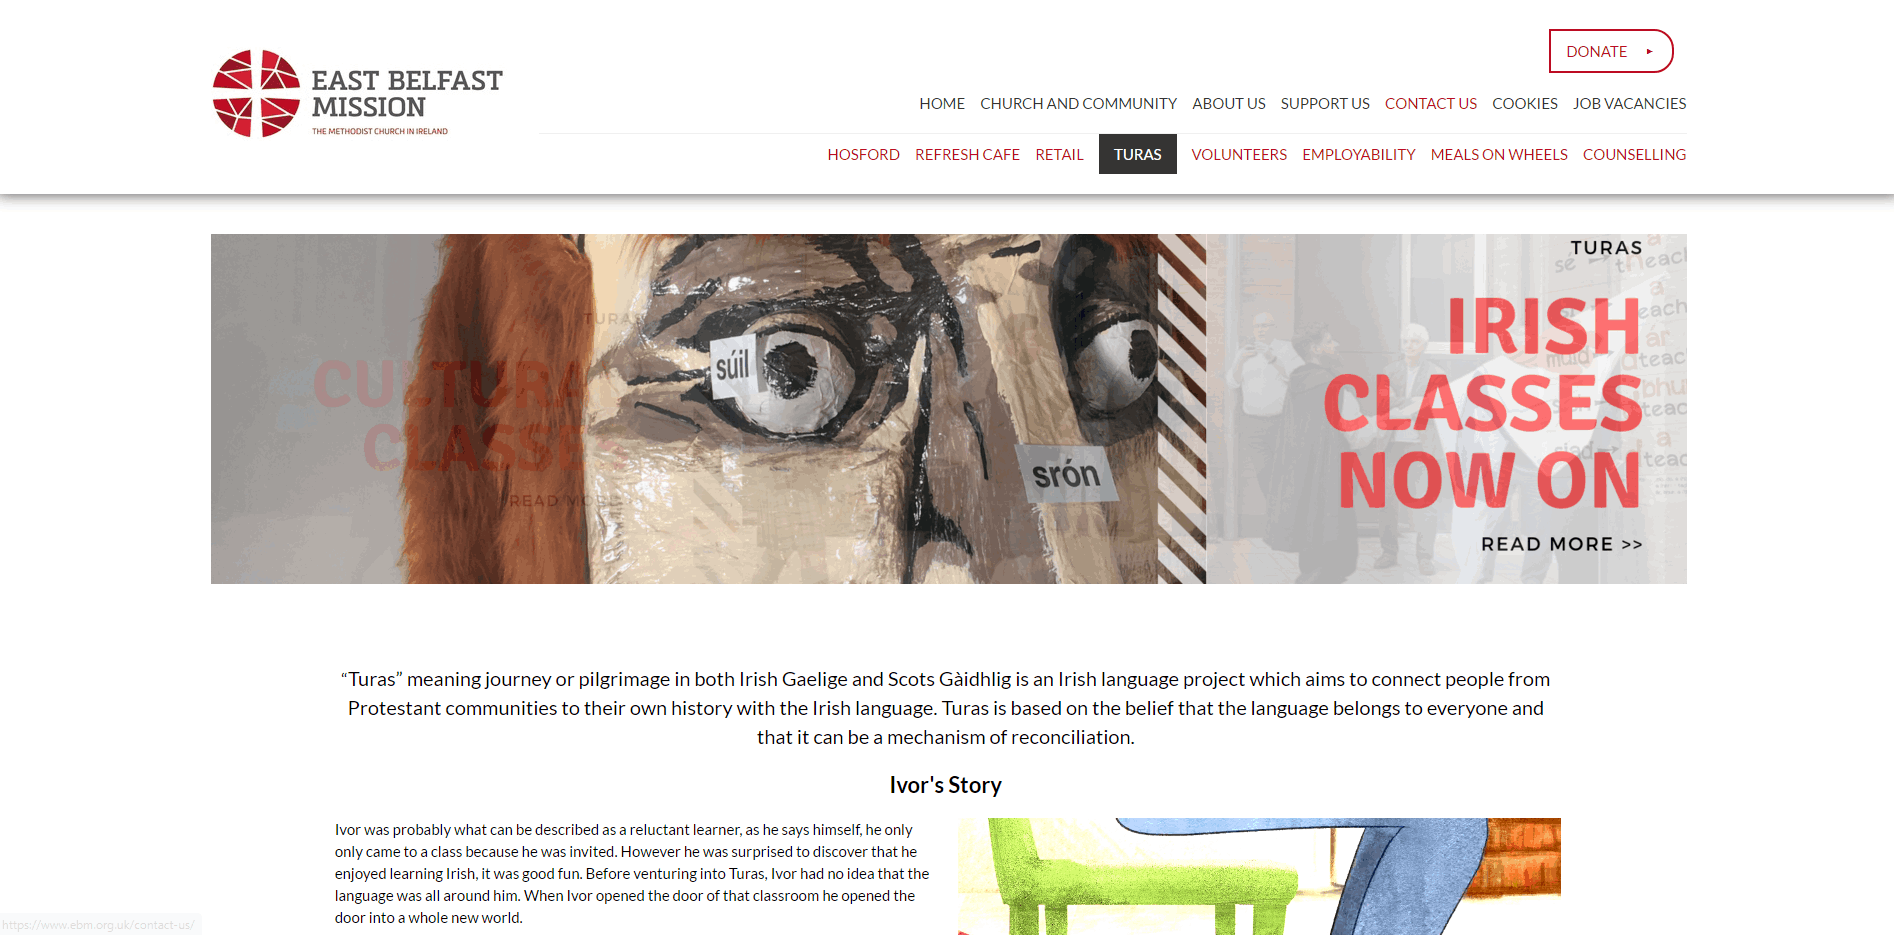 DONATE
EAST BELFAST
MISSION
THE METHODIST CHURCH IN IRELAND
HOME CHURCH AND COMMUNITY ABOUT US SUPPORT US CONTACT US COOKIES JOB VACANCIES
HOSFORD REFRESH CAFE RETAIL TURAS VOLUNTEERS EMPLOYABILITY MEALS ON WHEELS COUNSELLING
TURAS
CULTURAL
CLASSES
READ MORE
súil
srón
TURAS
IRISH
CLASSES
NOW ON
READ MORE >>
“Turas” meaning journey or pilgrimage in both Irish Gaelige and Scots Gàidhlig is an Irish language project which aims to connect people from
Protestant communities to their own history with the Irish language. Turas is based on the belief that the language belongs to everyone and
that it can be a mechanism of reconciliation.
Ivor's Story
Ivor was probably what can be described as a reluctant learner, as he says himself, he only
only came to a class because he was invited. However he was surprised to discover that he
enjoyed learning Irish, it was good fun. Before venturing into Turas, Ivor had no idea that the
language was all around him. When Ivor opened the door of that classroom he opened the
door into a whole new world.
https://www.ebm.org.uk/contact-us/